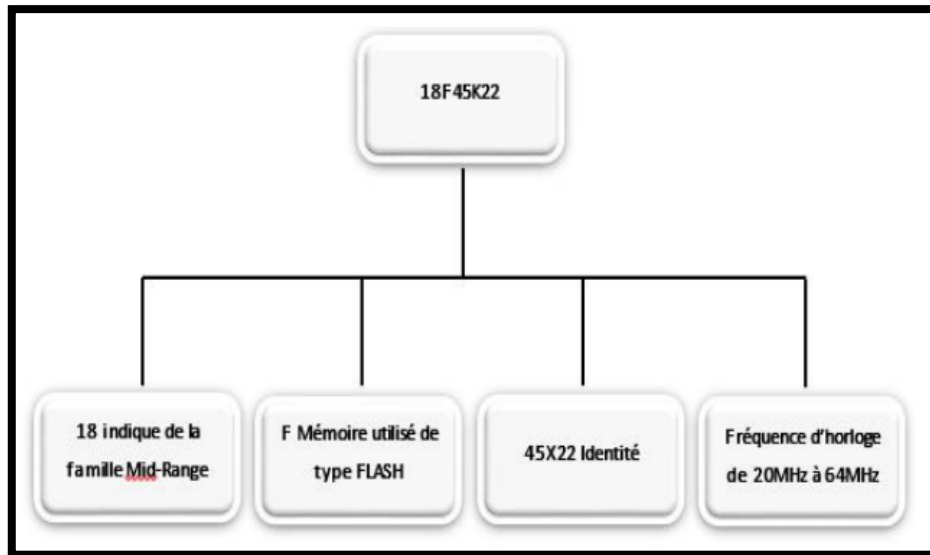 18F45K22
18 indique de la
famille Mid-Range
F Mémoire utilisé de
type FLASH
45X22 Identité
Fréquence d'horloge
de 20MHz à 64MHz